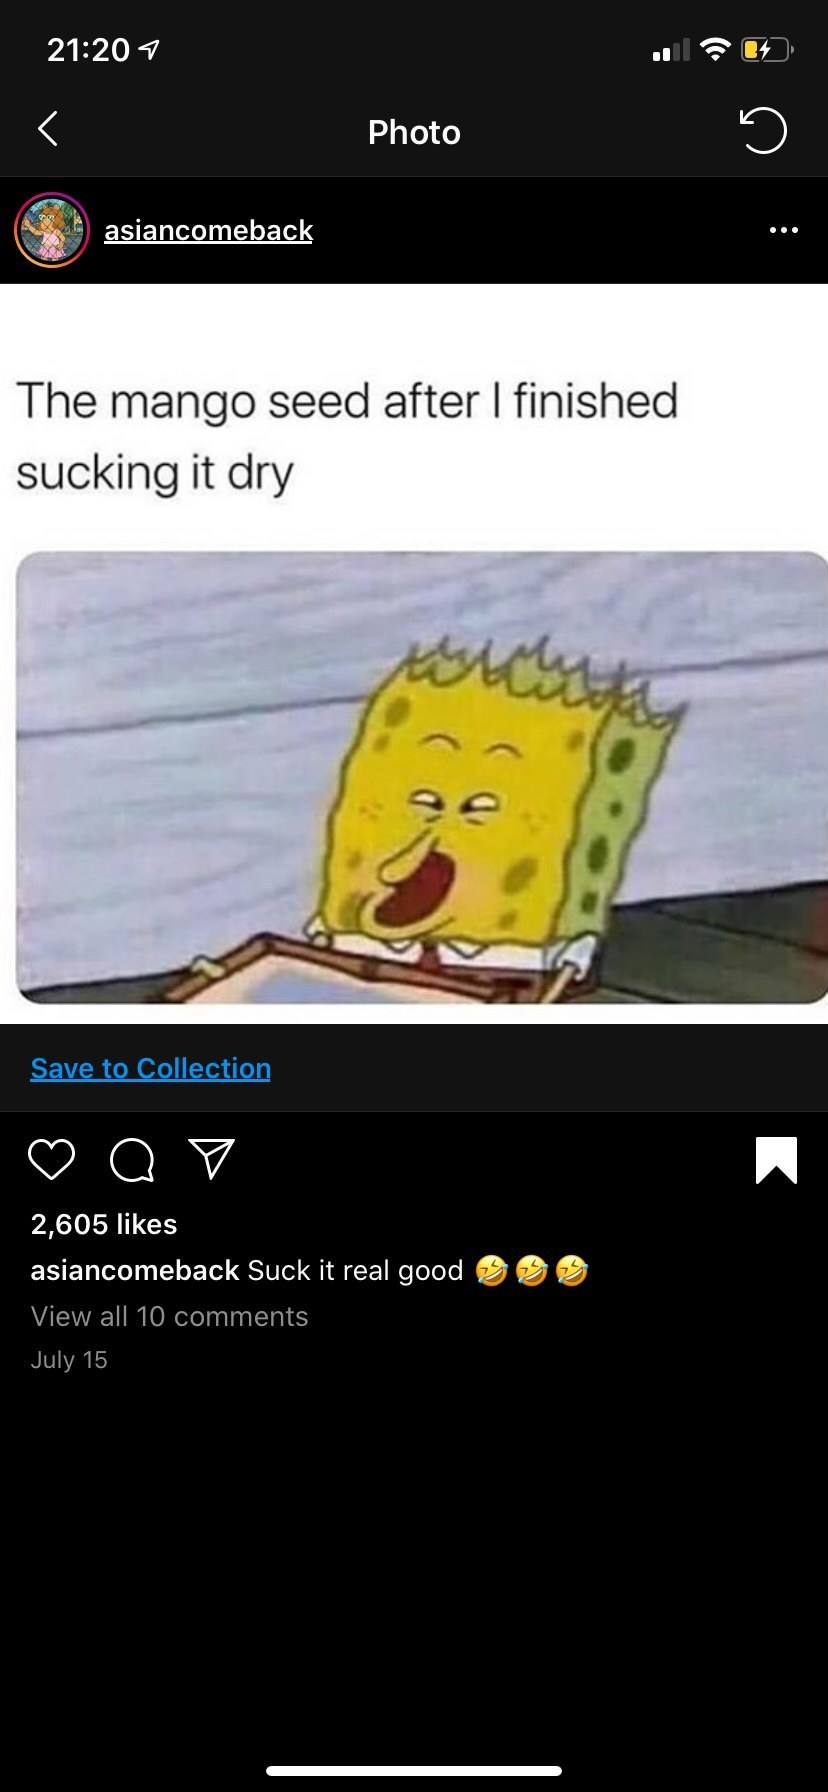 21:20
Photo
asiancomeback
The mango seed after I finished
sucking it dry
Save to Collection
2,605 likes
asiancomeback Suck it real good 🤣🤣🤣
View all 10 comments
July 15